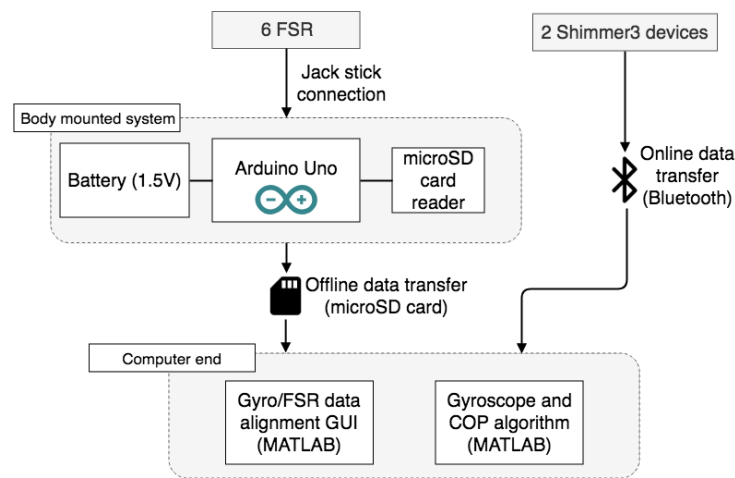 6 FSR
2 Shimmer3 devices
Jack stick
connection
Body mounted system
Battery (1.5V)
Arduino Uno
microSD
card
reader
Online data
transfer
(Bluetooth)
Offline data transfer
(microSD card)
Computer end
Gyro/FSR data
alignment GUI
(MATLAB)
Gyroscope and
COP algorithm
(MATLAB)